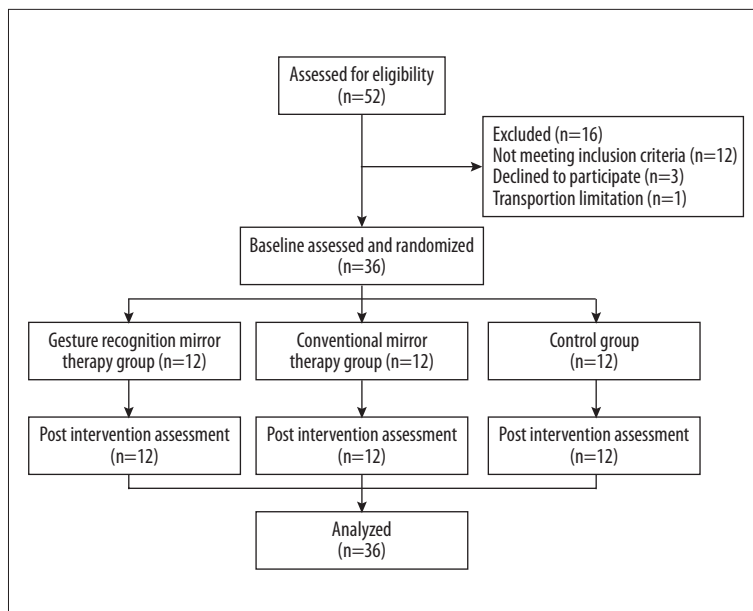 Assessed for eligibility
(n=52)
Excluded (n=16)
Not meeting inclusion criteria (n=12)
Declined to participate (n=3)
Transportion limitation (n=1)
Baseline assessed and randomized
(n=36)
Gesture recognition mirror
therapy group (n=12)
Conventional mirror
therapy group (n=12)
Control group
(n=12)
Post intervention assessment
(n=12)
Post intervention assessment
(n=12)
Post intervention assessment
(n=12)
Analyzed
(n=36)